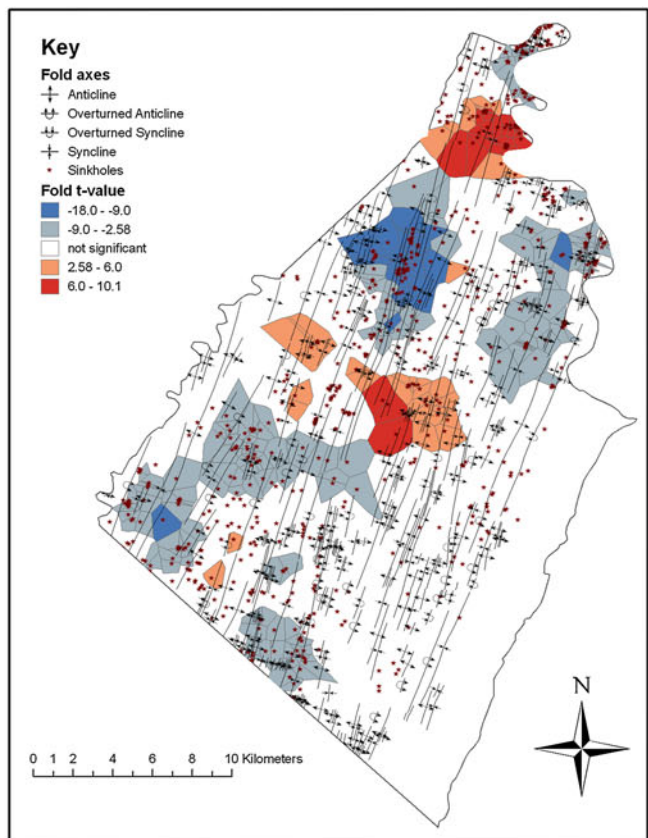 Key
Fold axes
Anticline
Overturned Anticline
Overturned Syncline
Syncline
Sinkholes
Fold t-value
-18.0 - -9.0
-9.0 - -2.58
not significant
2.58 - 6.0
6.0 - 10.1
N
0 1 2 4 6 8 10 Kilometers